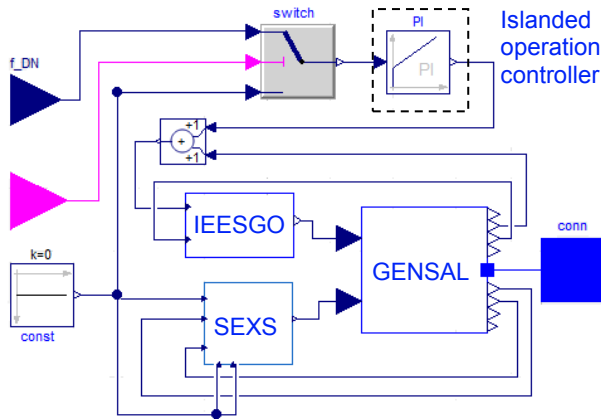 switch
PI
Islanded
operation
controller
f_DN
PI
+1
+
+1
IEESGO
GENSAL
conn
k=0
const
SEXS